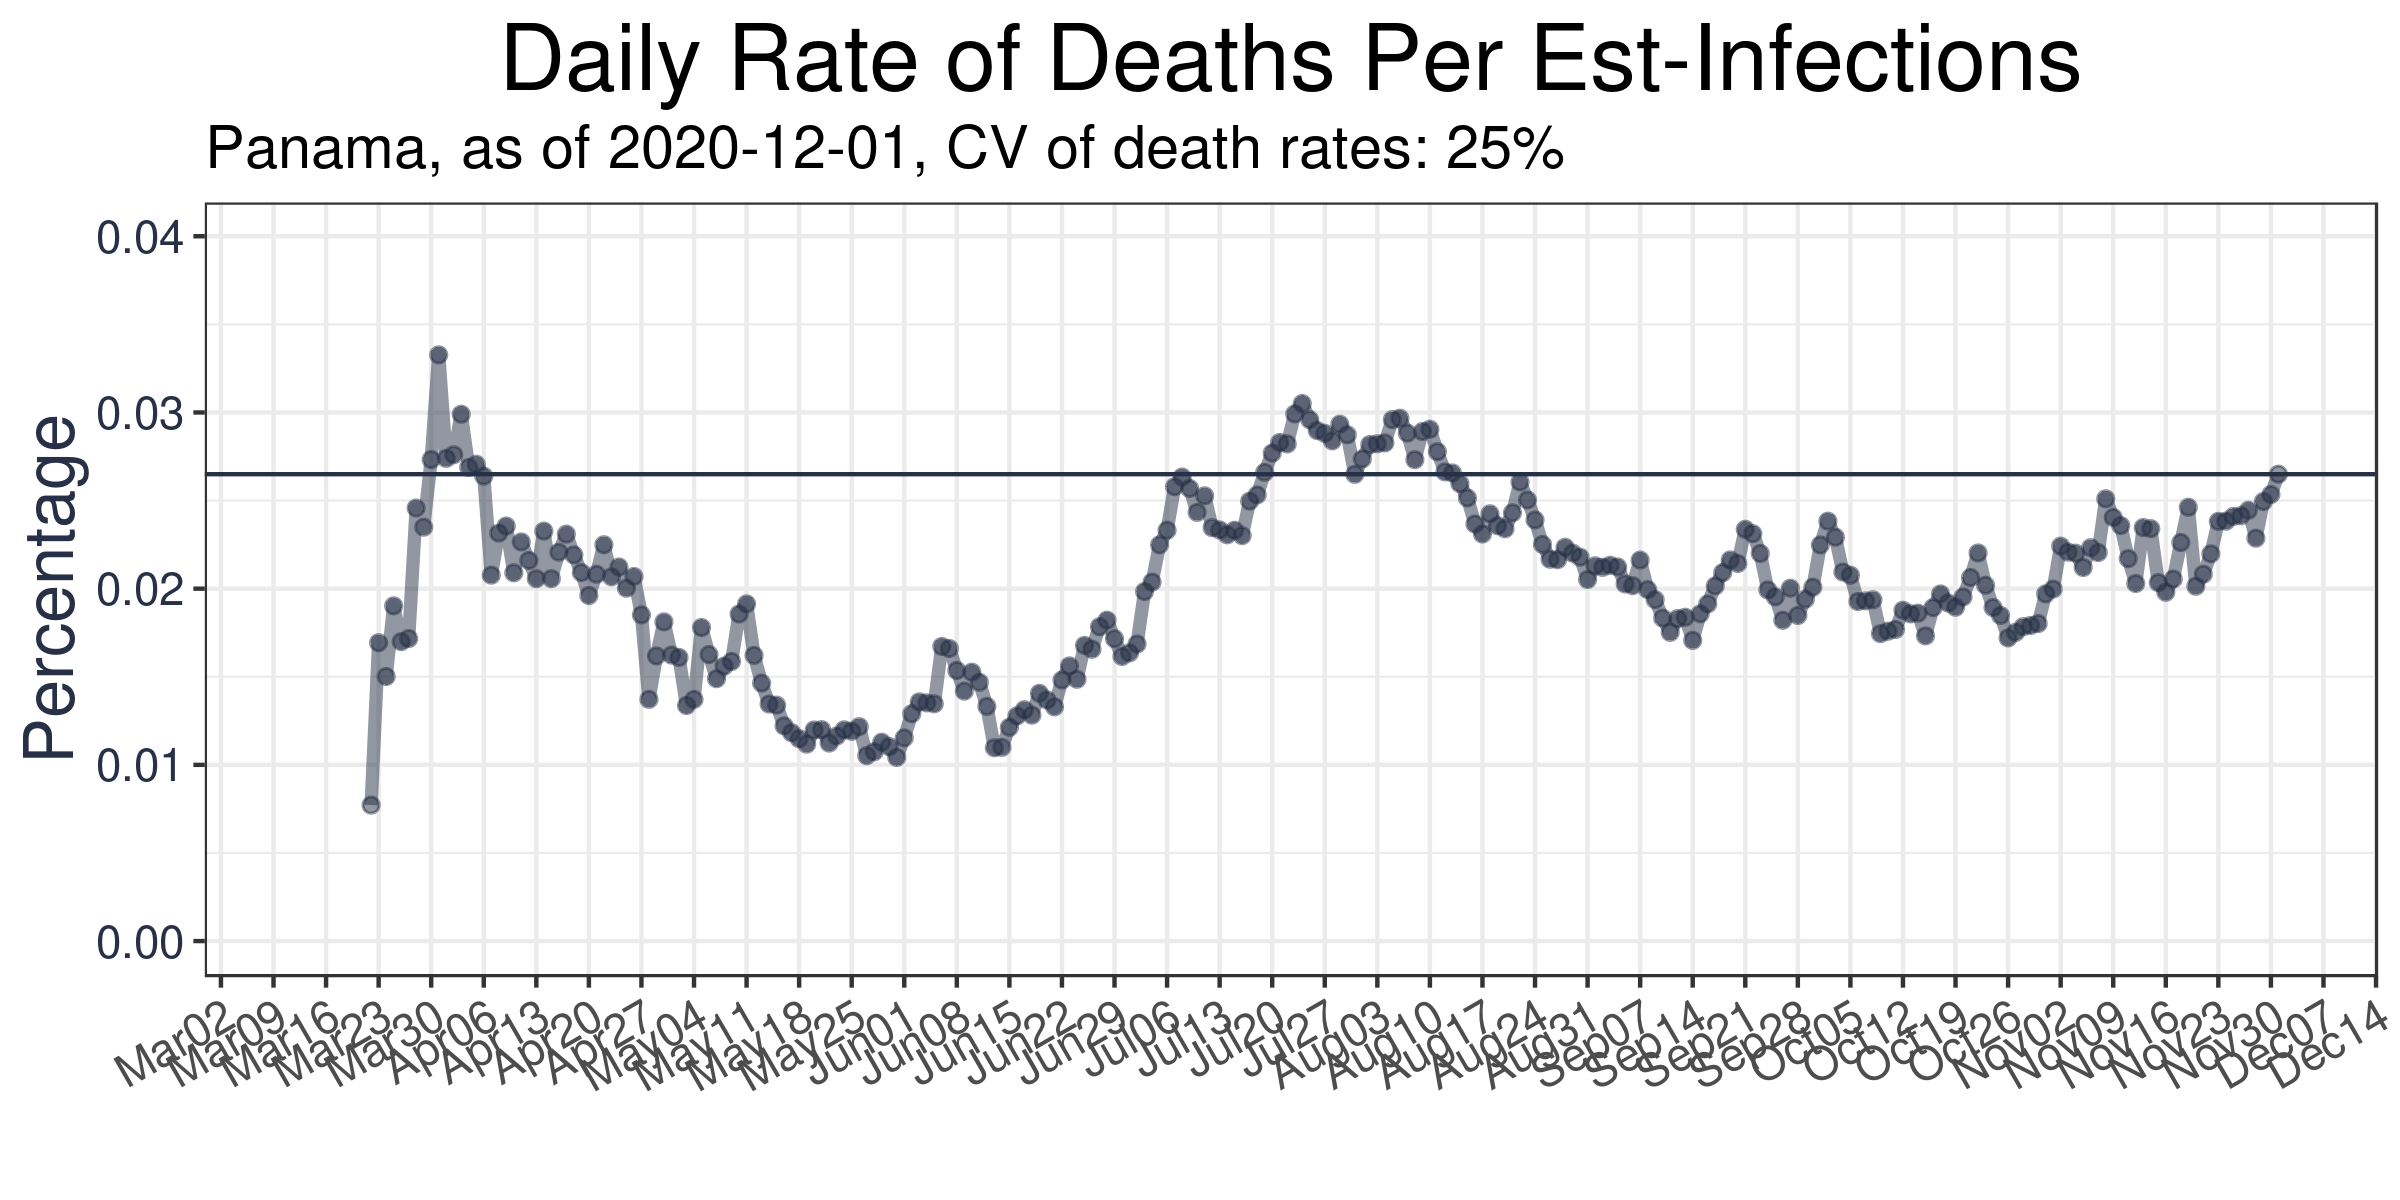 Daily Rate of Deaths Per Est-Infections
Panama, as of 2020-12-01, CV of death rates: 25%
Percentage
0.04
0.03
0.02
0.01
0.00
Mar02
Mar09
Mar16
Mar23
Mar30
Apr06
Apr13
Apr20
Apr27
May04
May11
May18
May25
Jun01
Jun08
Jun15
Jun22
Jun29
Jul06
Jul13
Jul20
Jul27
Aug03
Aug10
Aug17
Aug24
Aug31
Sep07
Sep14
Sep21
Sep28
Oct05
Oct12
Oct19
Oct26
Nov02
Nov09
Nov16
Nov23
Nov30
Dec07
Dec14